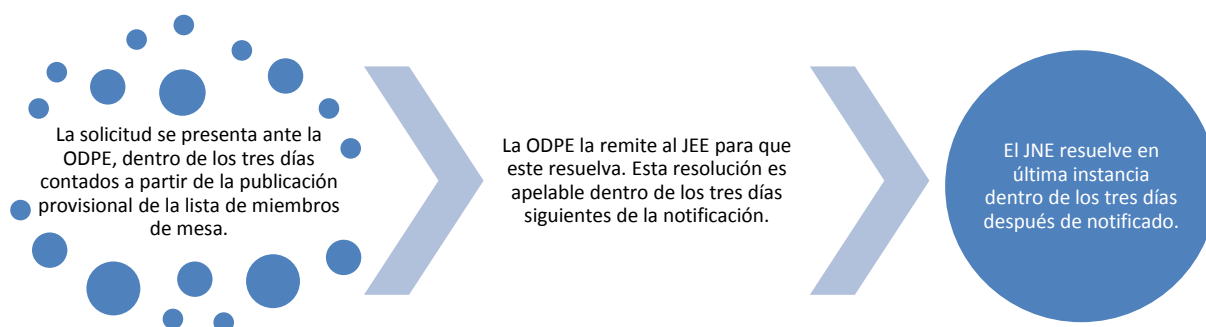 La solicitud se presenta ante la
ODPE, dentro de los tres días
contados a partir de la publicación
provisional de la lista de miembros
de mesa.
La ODPE la remite al JEE para que
este resuelva. Esta resolución es
apelable dentro de los tres días
siguientes de la notificación.
El JNE resuelve en
última instancia
dentro de los tres días
después de notificado.